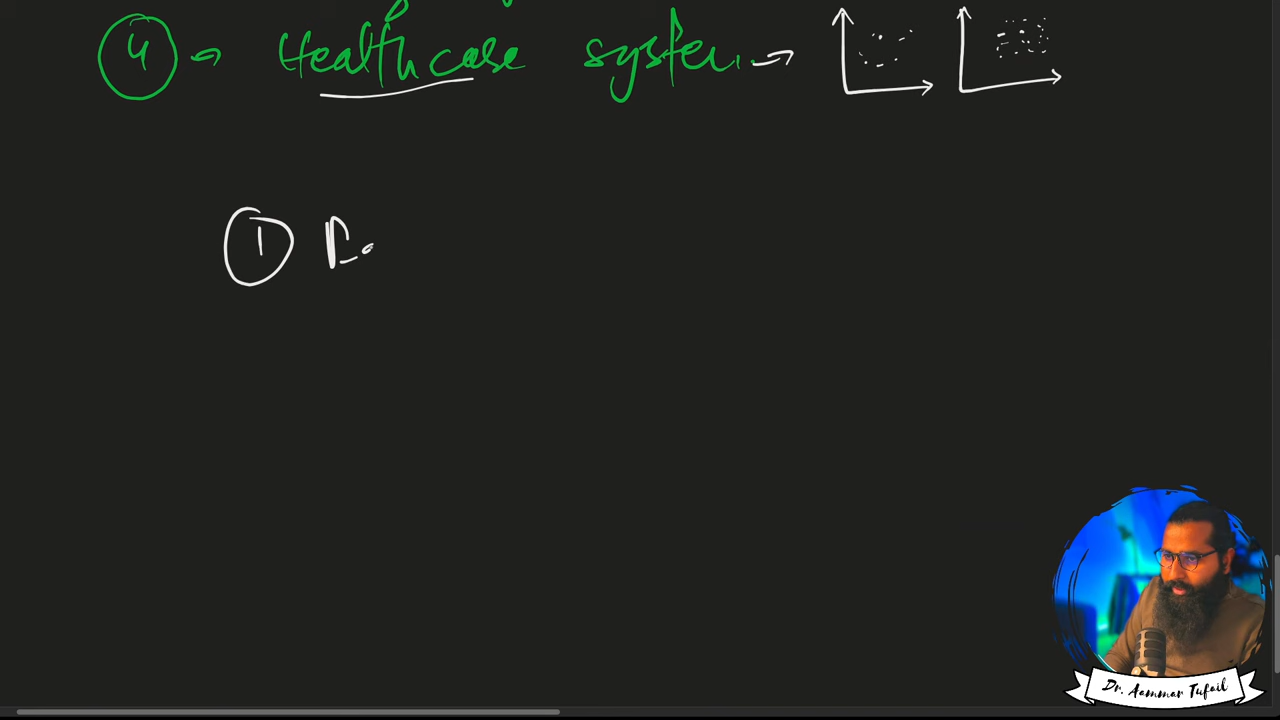 4 → Healthcare system. →
1
Dr. Aammar Tufail